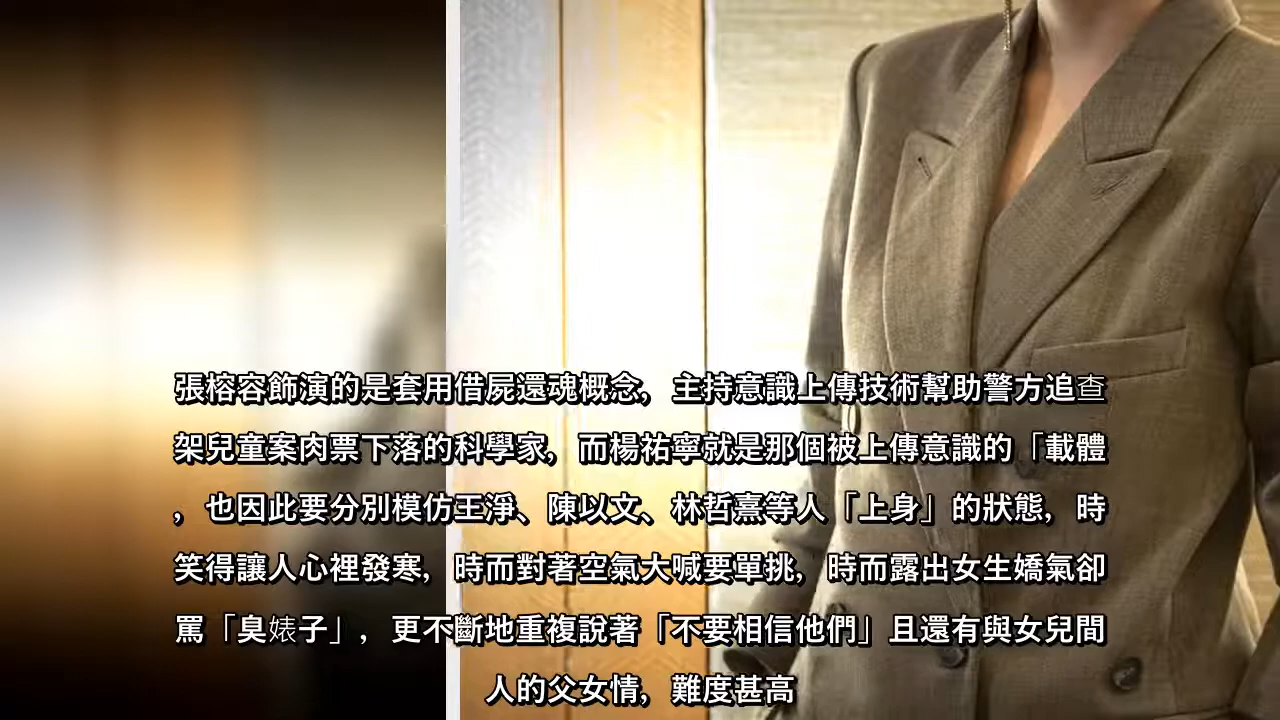 張榕容飾演的是套用借屍還魂概念，主持意識上傳技術幫助警方追查
架兒童案肉票下落的科學家，而楊祐寧就是那個被上傳意識的「載體
，也因此要分別模仿王淨、陳以文、林哲熹等人「上身」的狀態，時
笑得讓人心裡發寒，時而對著空氣大喊要單挑，時而露出女生嬌氣卻
罵「臭婊子」，更不斷地重複說著「不要相信他們」且還有與女兒間
人的父女情，難度甚高